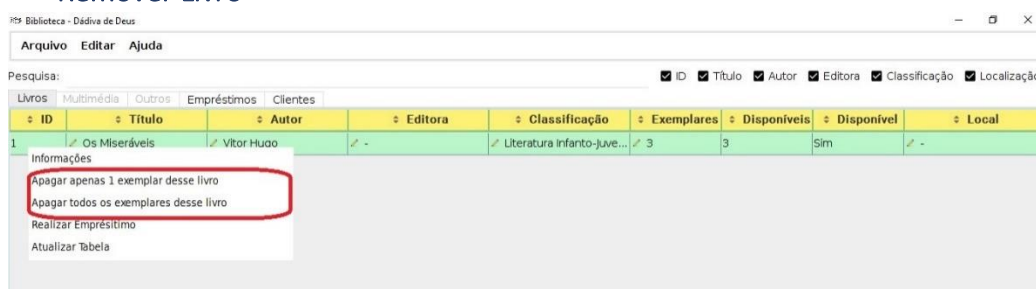 Remover Livro
Biblioteca - Dádiva de Deus
Arquivo Editar Ajuda
Pesquisa: ID Título Autor Editora Classificação Localização
Livros Multimédia Outros Empréstimos Clientes
ID Título Autor Editora Classificação Exemplares Disponíveis Disponível Local
1 Os Miseráveis Vitor Hugo - Literatura Infanto-Juve... 3 3 Sim -
Informações
Apagar apenas 1 exemplar desse livro
Apagar todos os exemplares desse livro
Realizar Emprésitimo
Atualizar Tabela